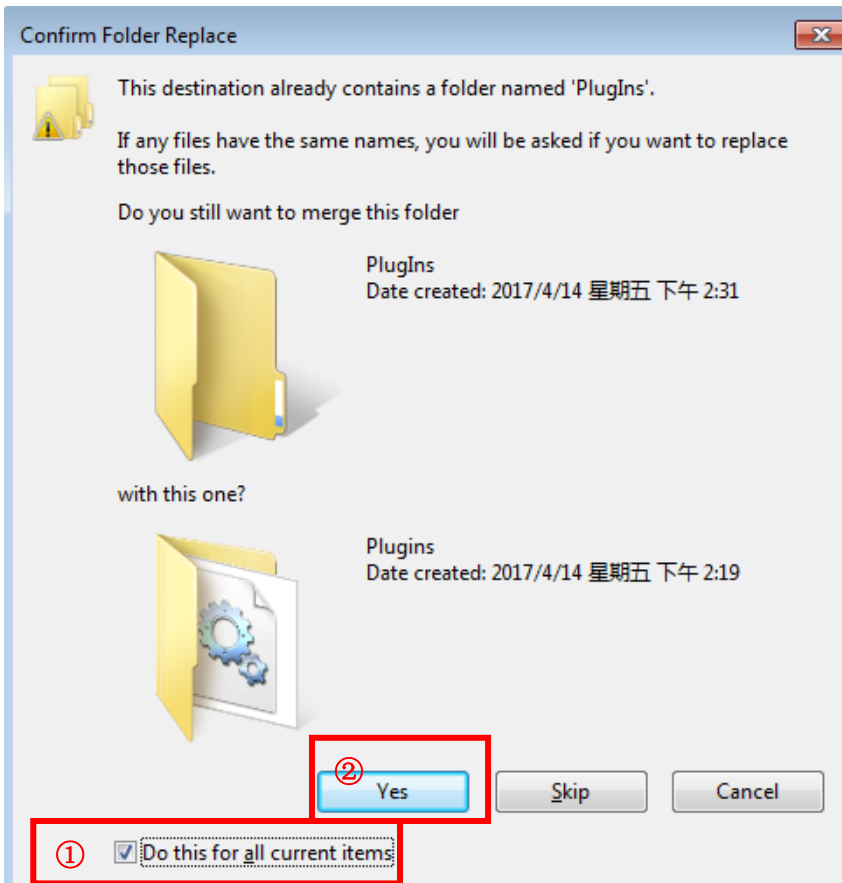 Confirm Folder Replace
This destination already contains a folder named 'PlugIns'.
If any files have the same names, you will be asked if you want to replace
those files.
Do you still want to merge this folder
PlugIns
Date created: 2017/4/14 星期五 下午 2:31
with this one?
Plugins
Date created: 2017/4/14 星期五 下午 2:19
② Yes Skip Cancel
① Do this for all current items